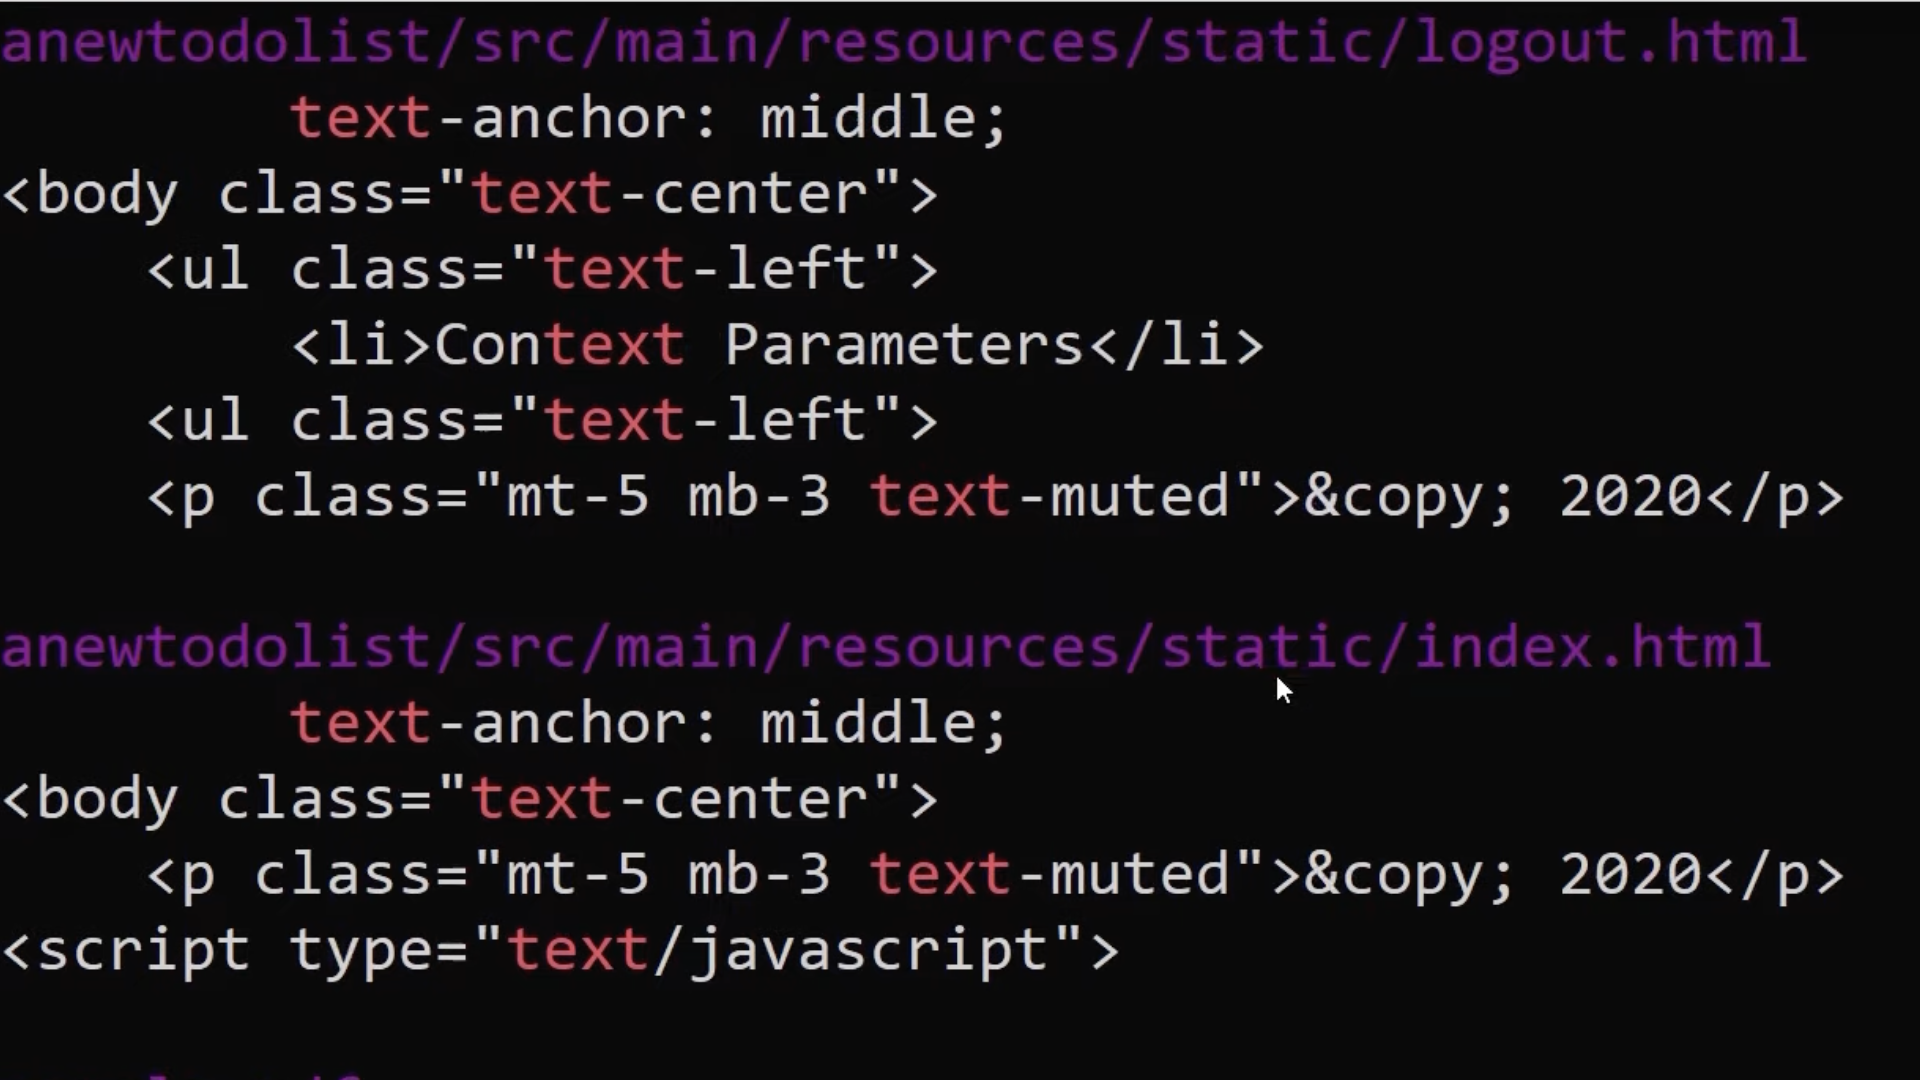 anewtodolist/src/main/resources/static/logout.html
text-anchor: middle;
<body class="text-center">
<ul class="text-left">
<li>Context Parameters</li>
<ul class="text-left">
<p class="mt-5 mb-3 text-muted">&copy; 2020</p>
anewtodolist/src/main/resources/static/index.html
text-anchor: middle;
<body class="text-center">
<p class="mt-5 mb-3 text-muted">&copy; 2020</p>
<script type="text/javascript">